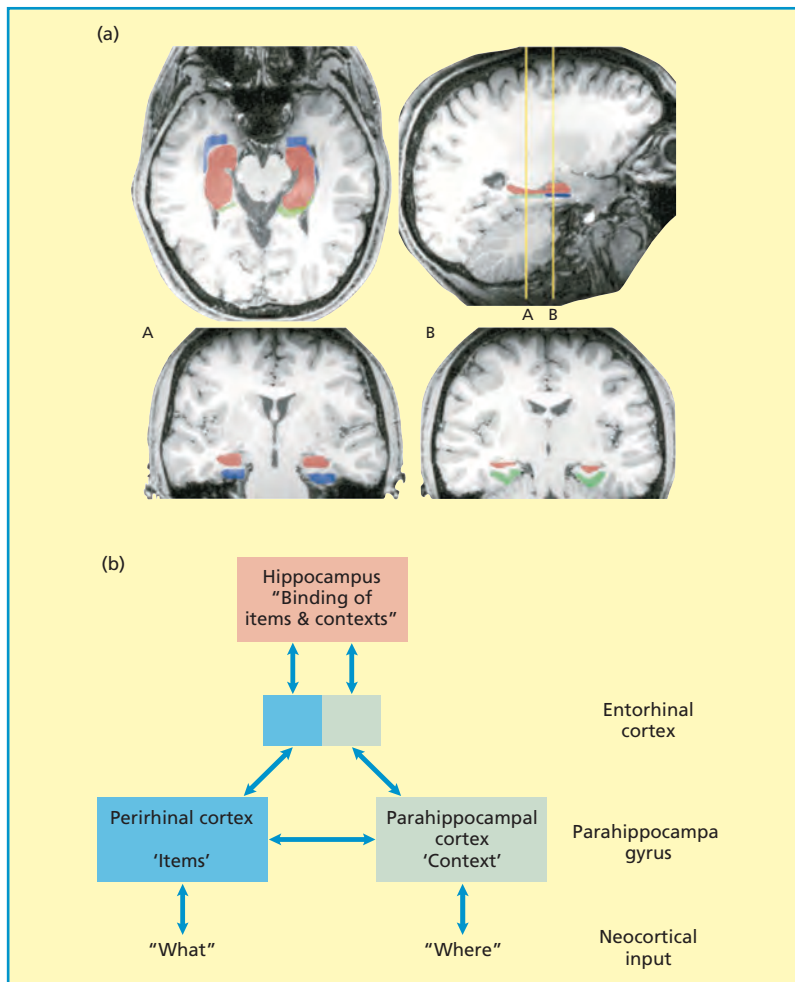 (a)
A B
A
B
(b)
Hippocampus
“Binding of
items & contexts”
Entorhinal
cortex
Perirhinal cortex
'Items'
Parahippocampal
cortex
'Context'
Parahippocampa
gyrus
“What”
“Where”
Neocortical
input